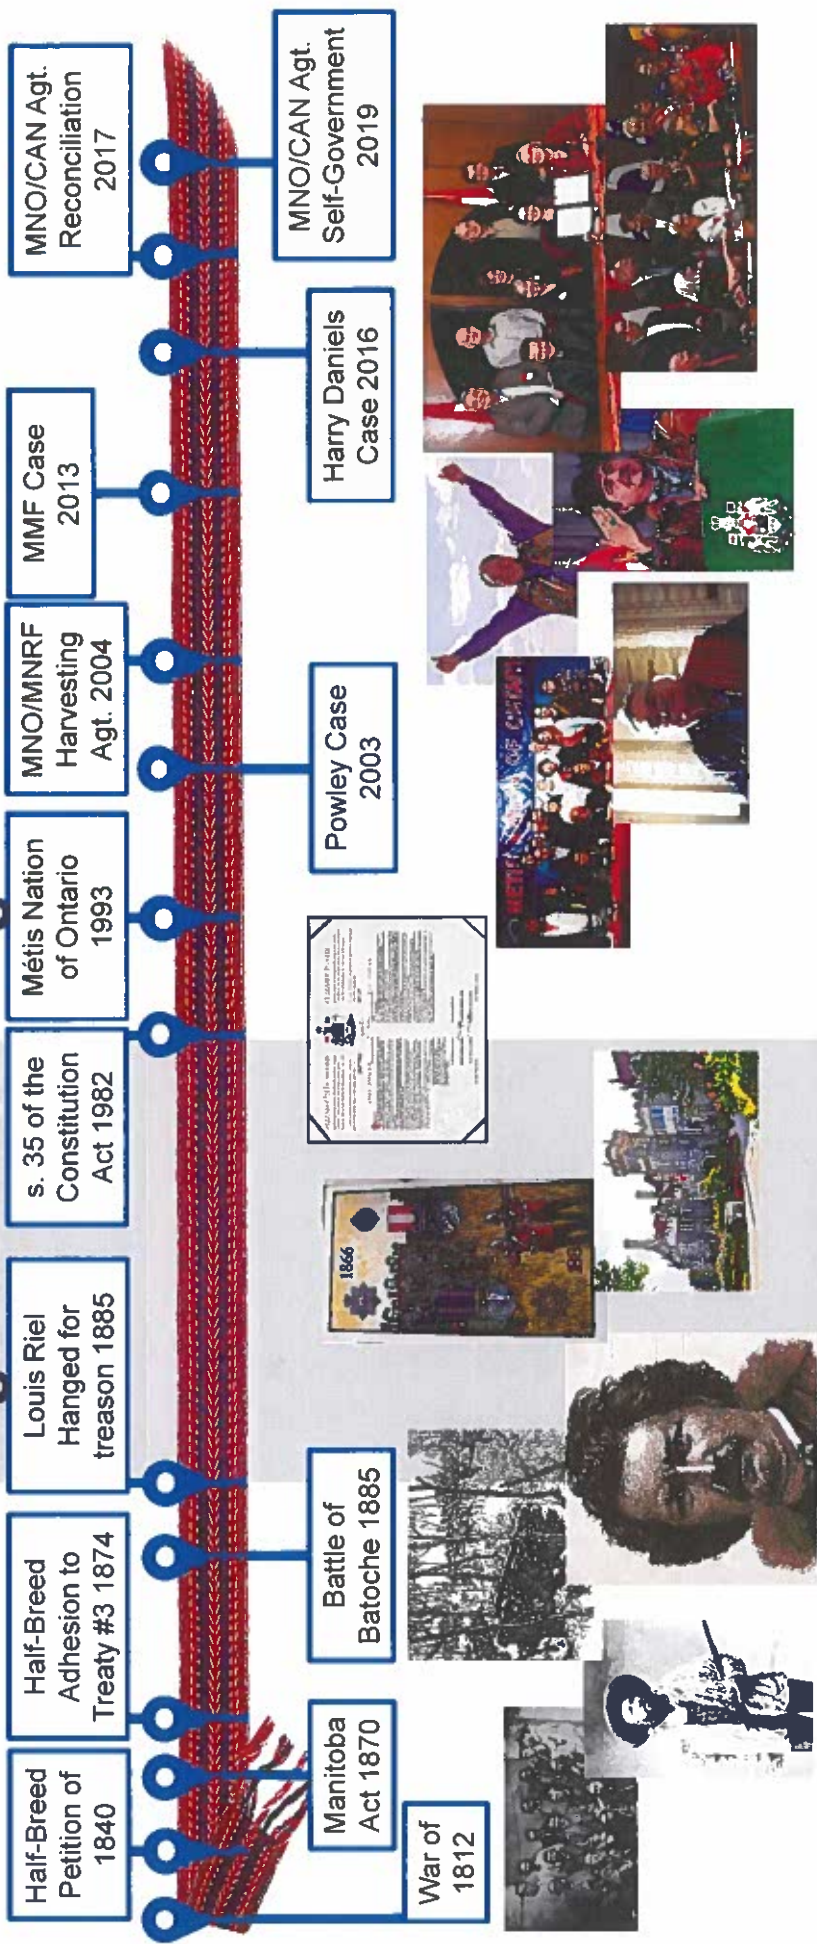 Half-Breed
Petition of
1840
Half-Breed
Adhesion to
Treaty #3 1874
Louis Riel
Hanged for
treason 1885
s. 35 of the
Constitution
Act 1982
Métis Nation
of Ontario
1993
MNO/MNRF
Harvesting
Agt. 2004
MMF Case
2013
MNO/CAN Agt.
Reconciliation
2017
War of
1812
Manitoba
Act 1870
Battle of
Batoche 1885
Powley Case
2003
Harry Daniels
Case 2016
MNO/CAN Agt.
Self-Government
2019
1866